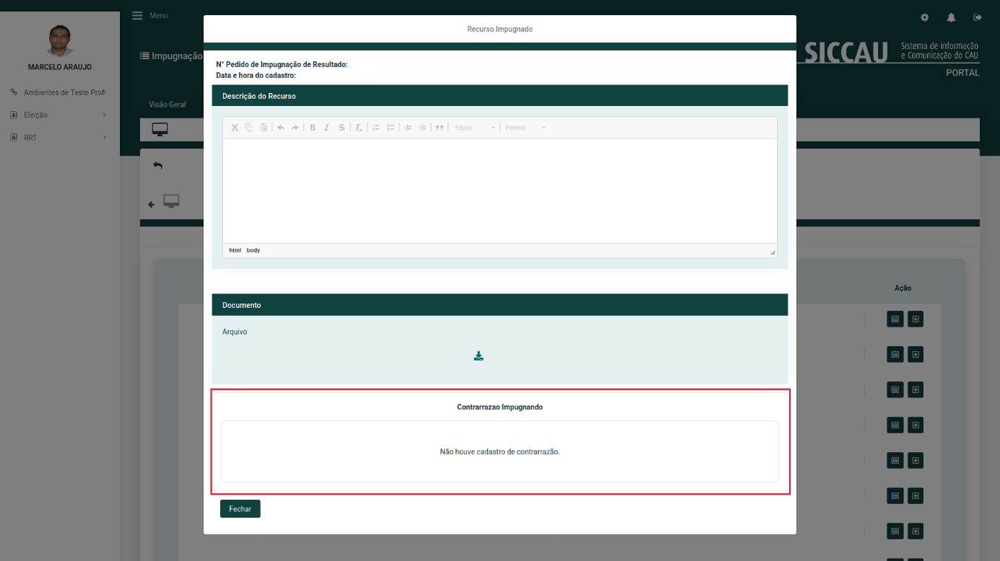 Menu
MARCELO ARAUJO
Ambientes de Teste Prof
Eleição
RRT
Impugnação
SICCAU
Sistema de informação
e Comunicação do CAU
PORTAL
Visão Geral
Recurso Impugnado
N° Pedido de Impugnação de Resultado:
Data e hora do cadastro:
Descrição do Recurso
B I S Ix Styles Format
html body
Documento
Arquivo
Contrarrazao Impugnando
Não houve cadastro de contrarrazão.
Fechar
Ação